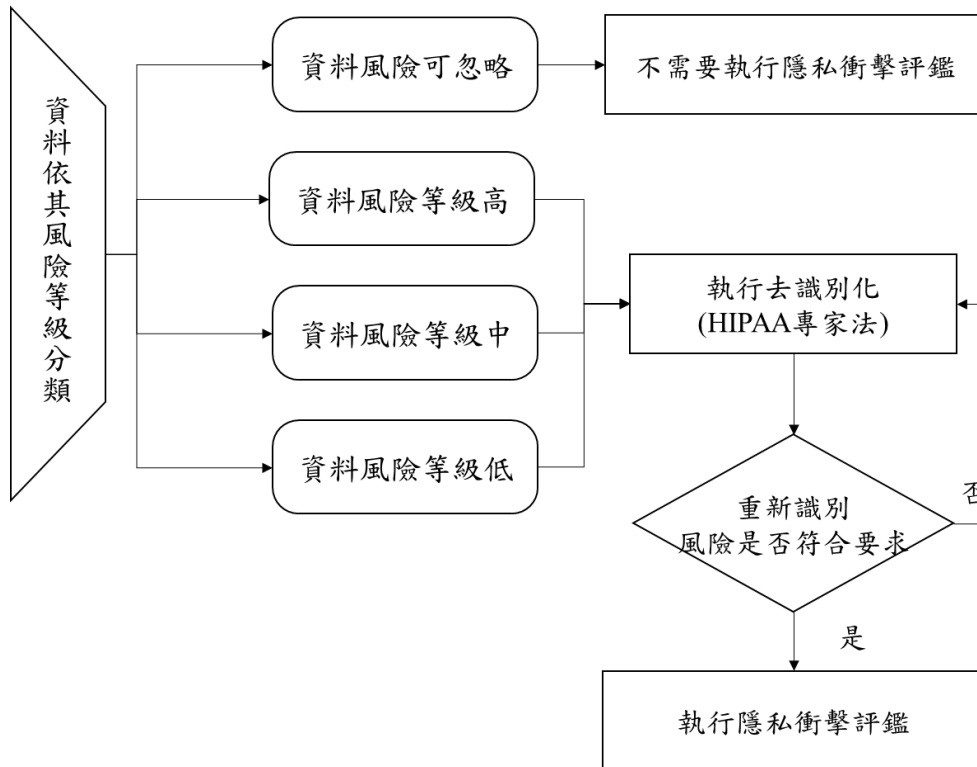 資料依其風險等級分類
資料風險可忽略
不需要執行隱私衝擊評鑑
資料風險等級高
資料風險等級中
資料風險等級低
執行去識別化
(HIPAA專家法)
重新識別
風險是否符合要求
否
是
執行隱私衝擊評鑑